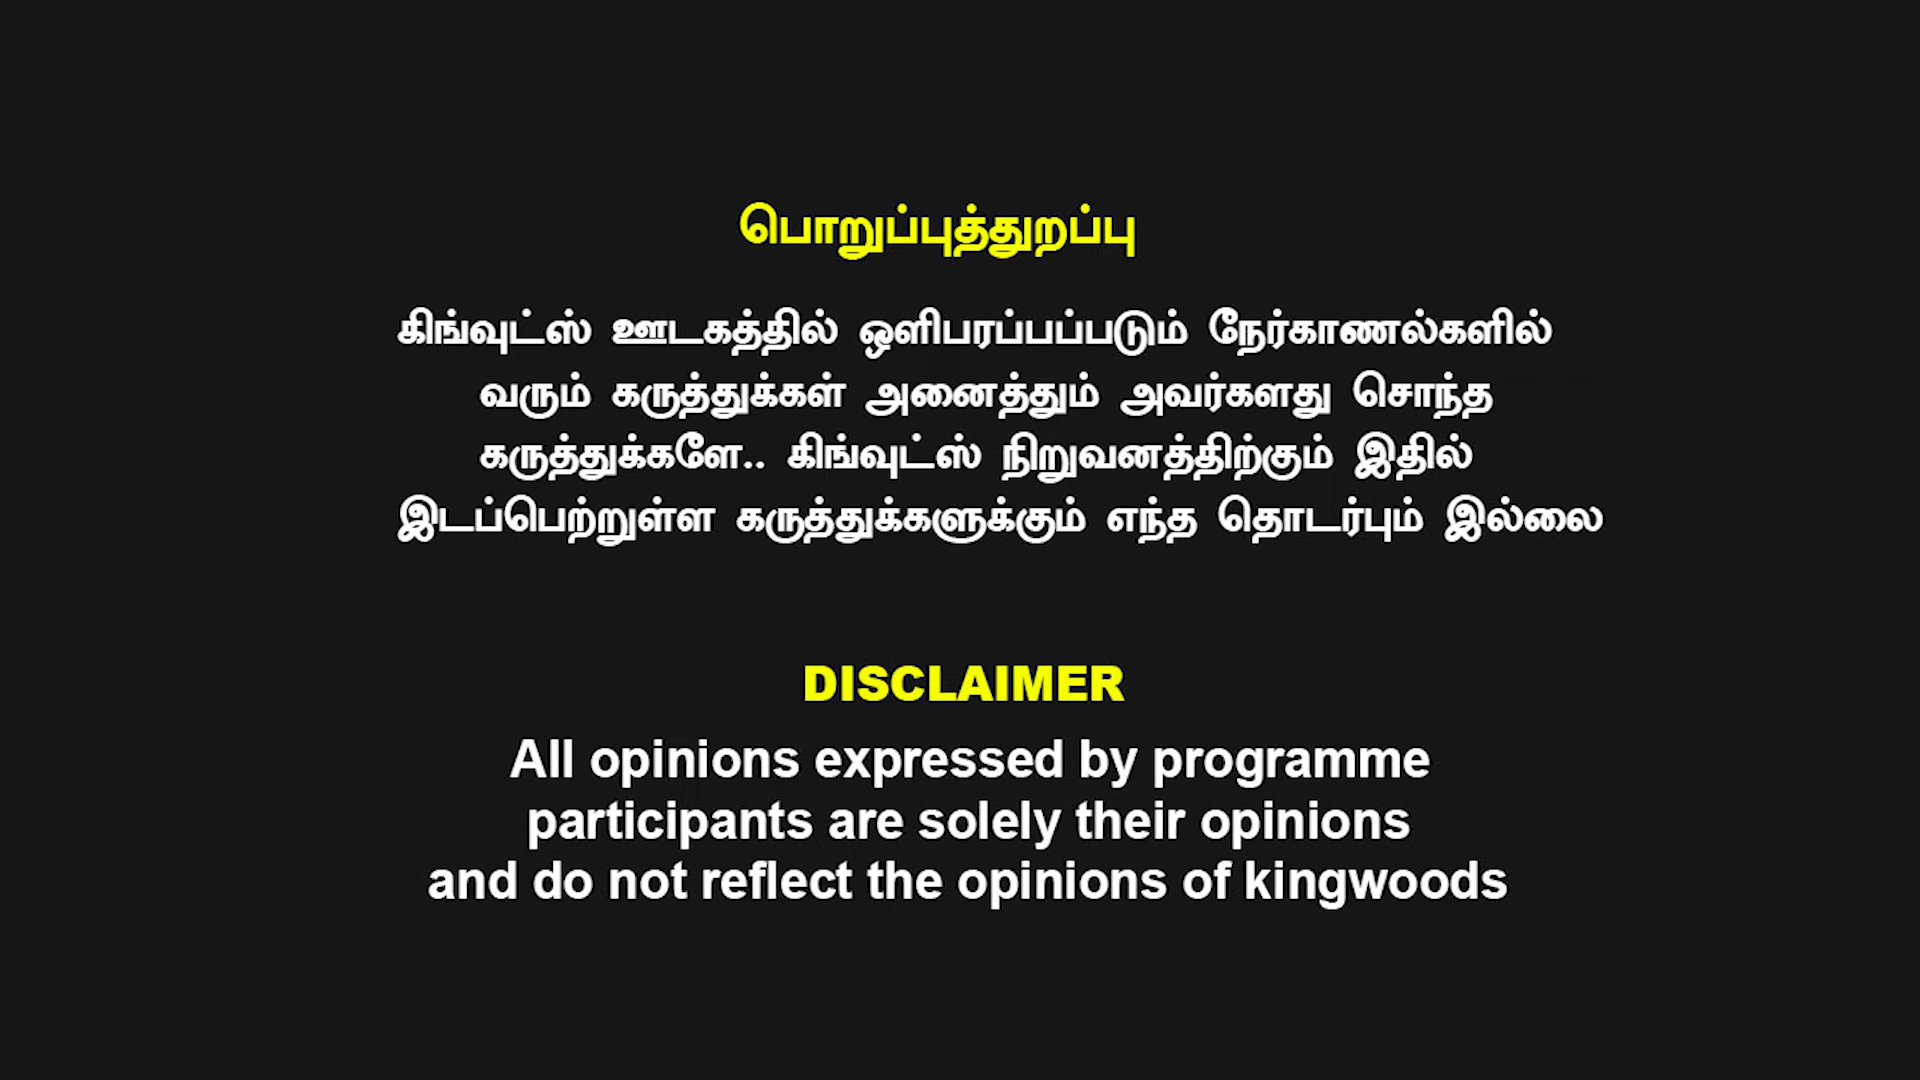 பொறுப்புத்துறப்பு
கிங்வுட்ஸ் ஊடகத்தில் ஒளிபரப்பப்படும் நேர்காணல்களில்
வரும் கருத்துக்கள் அனைத்தும் அவர்களது சொந்த
கருத்துக்களே.. கிங்வுட்ஸ் நிறுவனத்திற்கும் இதில்
இடப்பெற்றுள்ள கருத்துக்களுக்கும் எந்த தொடர்பும் இல்லை
DISCLAIMER
All opinions expressed by programme
participants are solely their opinions
and do not reflect the opinions of kingwoods